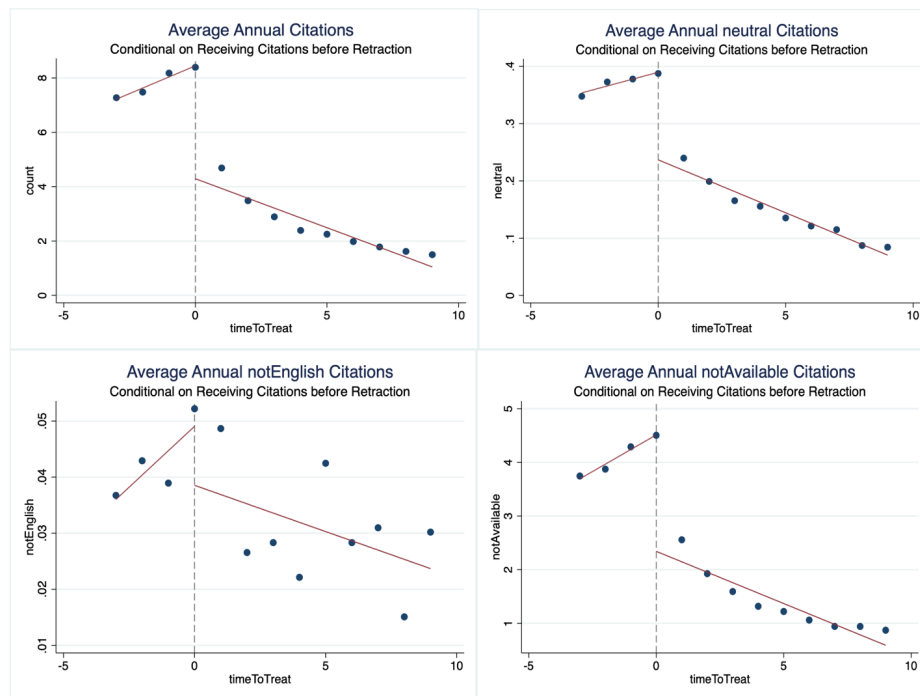 Average Annual Citations
Conditional on Receiving Citations before Retraction
count
8
6
4
2
0
-5
0
5
10
timeToTreat
Average Annual neutral Citations
Conditional on Receiving Citations before Retraction
neutral
.4
.3
.2
.1
0
-5
0
5
10
timeToTreat
Average Annual notEnglish Citations
Conditional on Receiving Citations before Retraction
notEnglish
.05
.04
.03
.02
.01
-5
0
5
10
timeToTreat
Average Annual notAvailable Citations
Conditional on Receiving Citations before Retraction
notAvailable
5
4
3
2
1
-5
0
5
10
timeToTreat